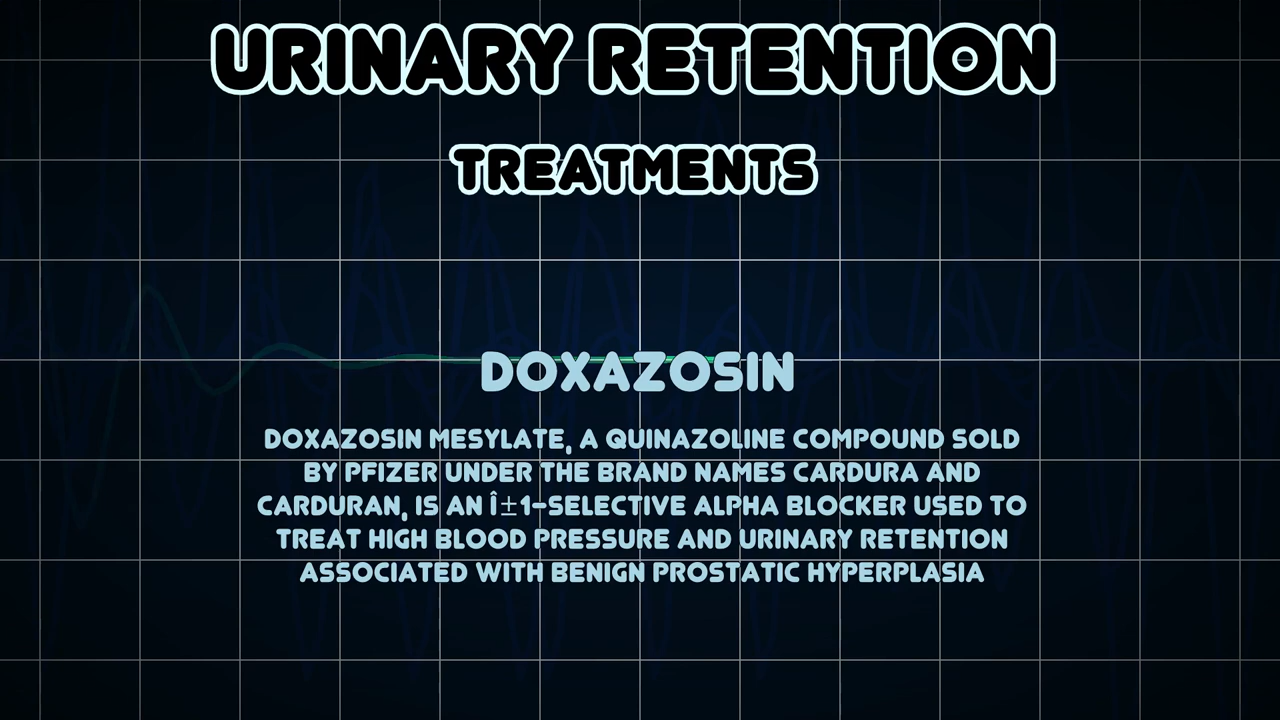 URINARY RETENTION
TREATMENTS
DOXAZOSIN
DOXAZOSIN MESYLATE, A QUINAZOLINE COMPOUND SOLD
BY PFIZER UNDER THE BRAND NAMES CARDURA AND
CARDURAN, IS AN Î±1-SELECTIVE ALPHA BLOCKER USED TO
TREAT HIGH BLOOD PRESSURE AND URINARY RETENTION
ASSOCIATED WITH BENIGN PROSTATIC HYPERPLASIA